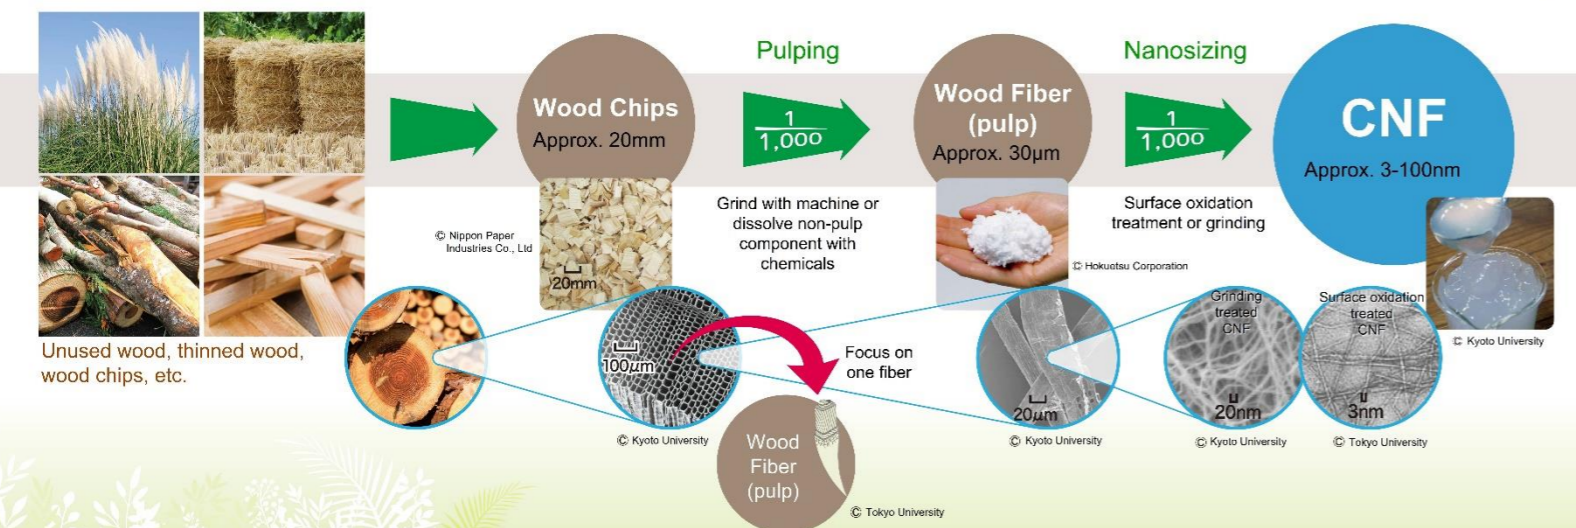 Unused wood, thinned wood,
wood chips, etc.
Wood Chips
Approx. 20mm
© Nippon Paper
Industries Co., Ltd
20mm
Pulping
1
1,000
Grind with machine or
dissolve non-pulp
component with
chemicals
Wood Fiber
(pulp)
Approx. 30μm
© Hokuetsu Corporation
Nanosizing
1
1,000
Surface oxidation
treatment or grinding
CNF
Approx. 3-100nm
© Kyoto University
100μm
© Kyoto University
Focus on
one fiber
Wood
Fiber
(pulp)
© Tokyo University
20μm
© Kyoto University
Grinding
treated
CNF
20nm
© Kyoto University
Surface oxidation
treated
CNF
3nm
© Tokyo University